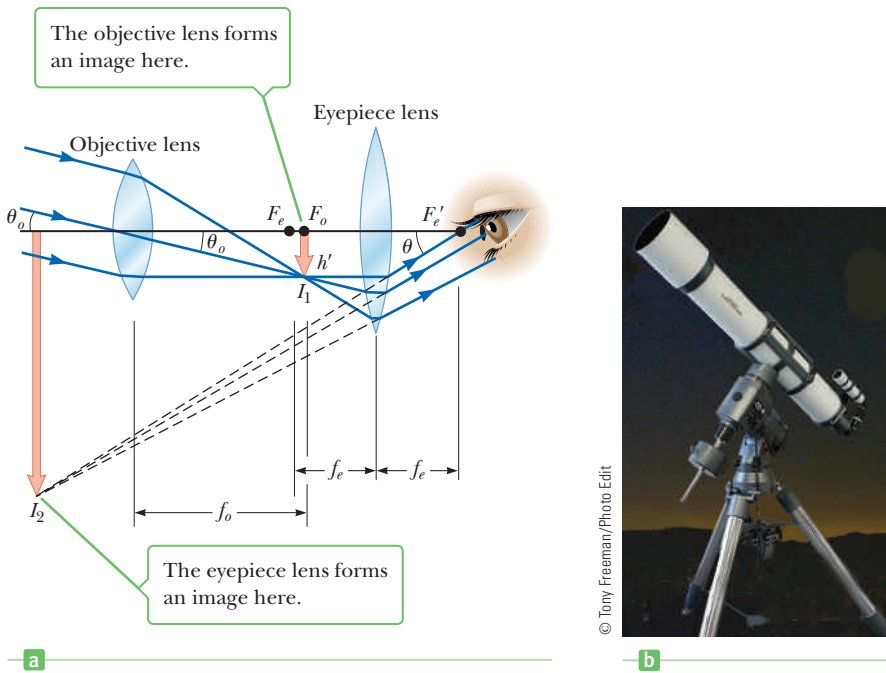 The objective lens forms
an image here.
Eyepiece lens
Objective lens
θo
Fe Fo
Fe′
θo
θ
h′
I1
fe
fe
fo
I2
The eyepiece lens forms
an image here.
© Tony Freeman/Photo Edit
a
b